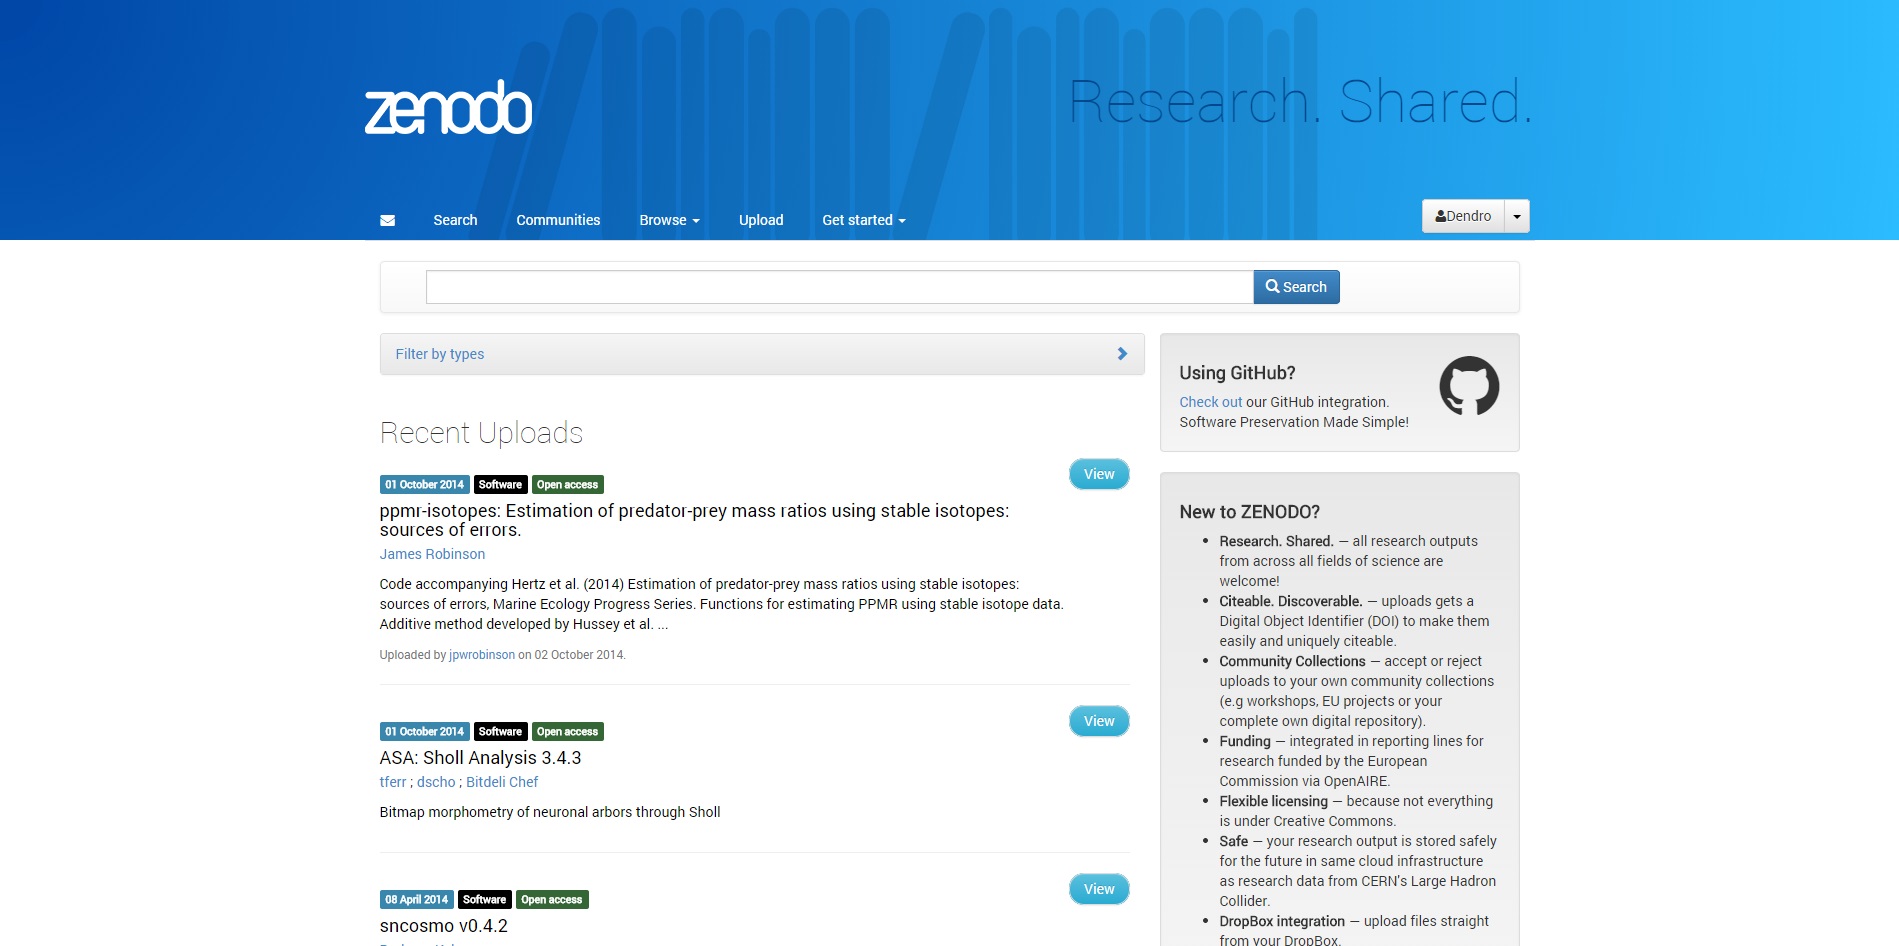 zenodo
Research. Shared.
Search
Communities
Browse
Upload
Get started
Dendro
Search
Filter by types
Recent Uploads
01 October 2014 Software Open access
View
ppmr-isotopes: Estimation of predator-prey mass ratios using stable isotopes:
sources of errors.
James Robinson
Code accompanying Hertz et al. (2014) Estimation of predator-prey mass ratios using stable isotopes:
sources of errors, Marine Ecology Progress Series. Functions for estimating PPMR using stable isotope data.
Additive method developed by Hussey et al. ...
Uploaded by jpwrobinson on 02 October 2014.
01 October 2014 Software Open access
View
ASA: Sholl Analysis 3.4.3
tferr ; dscho ; Bitdeli Chef
Bitmap morphometry of neuronal arbors through Sholl
08 April 2014 Software Open access
View
sncosmo v0.4.2
Using GitHub?
Check out our GitHub integration.
Software Preservation Made Simple!
New to ZENODO?
• Research. Shared. — all research outputs
from across all fields of science are
welcome!
• Citeable. Discoverable. — uploads gets a
Digital Object Identifier (DOI) to make them
easily and uniquely citeable.
• Community Collections — accept or reject
uploads to your own community collections
(e.g workshops, EU projects or your
complete own digital repository).
• Funding — integrated in reporting lines for
research funded by the European
Commission via OpenAIRE.
• Flexible licensing — because not everything
is under Creative Commons.
• Safe — your research output is stored safely
for the future in same cloud infrastructure
as research data from CERN's Large Hadron
Collider.
• DropBox integration — upload files straight
from your DropBox.